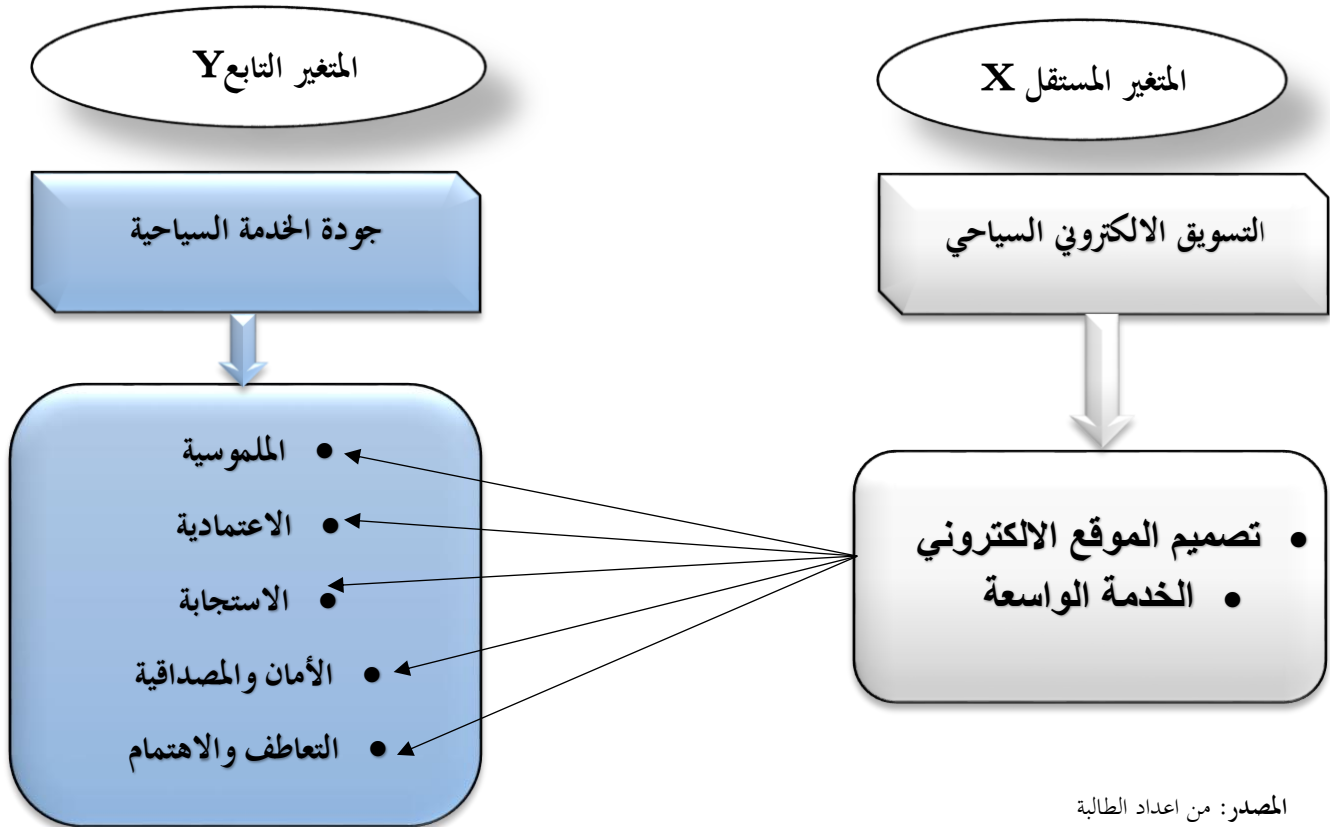 المتغير المستقل X
التسويق الالكتروني السياحي
• تصميم الموقع الالكتروني
• الخدمة الواسعة
المتغير التابع Y
جودة الخدمة السياحية
• الملموسية
• الاعتمادية
• الاستجابة
• الأمان والمصداقية
• التعاطف والاهتمام
المصدر: من اعداد الطالبة